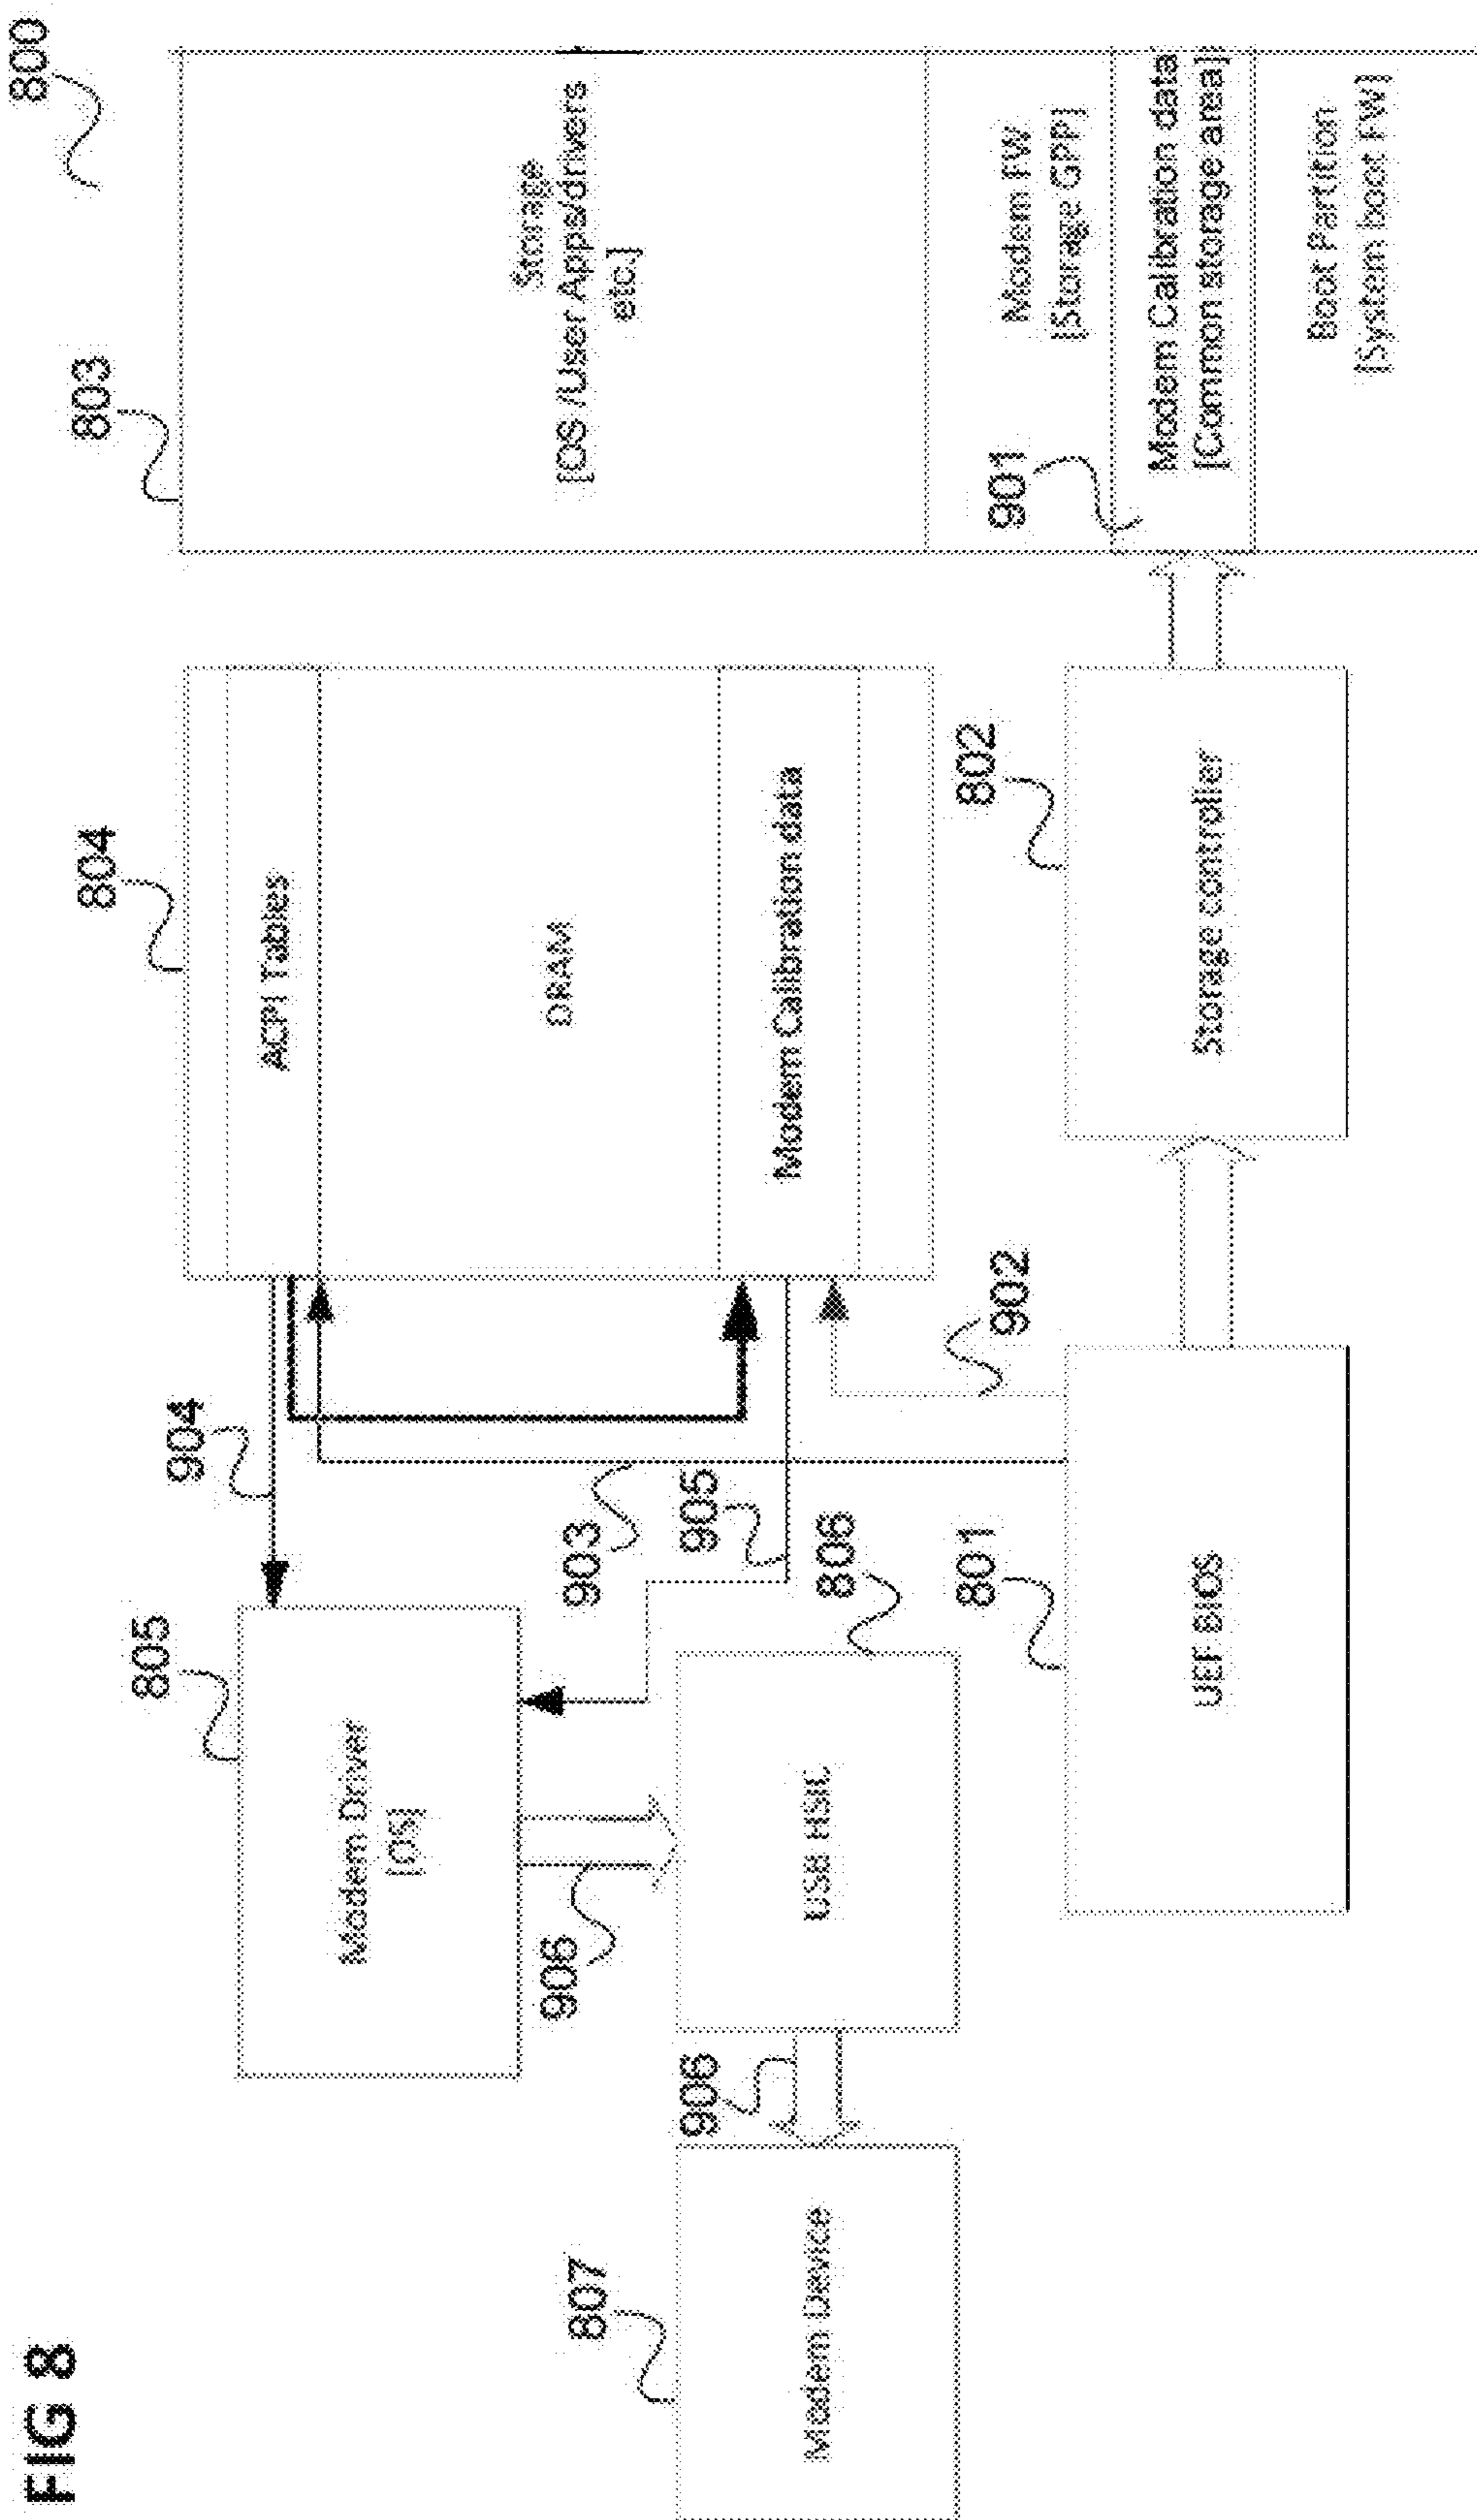 FIG 8
800
803
Storage
[OS /User Apps/drivers
etc.]
Modem FW
[Storage GPP]
901
Modem Calibration data
[Common storage area]
Boot Partition
[System boot FW]
804
ACPI Tables
DRAM
Modem Calibration data
802
Storage controller
902
904
903
905
806
801
UEF BIOS
805
Modem Driver
[OS]
906
USB HSIC
906
807
Modem Device